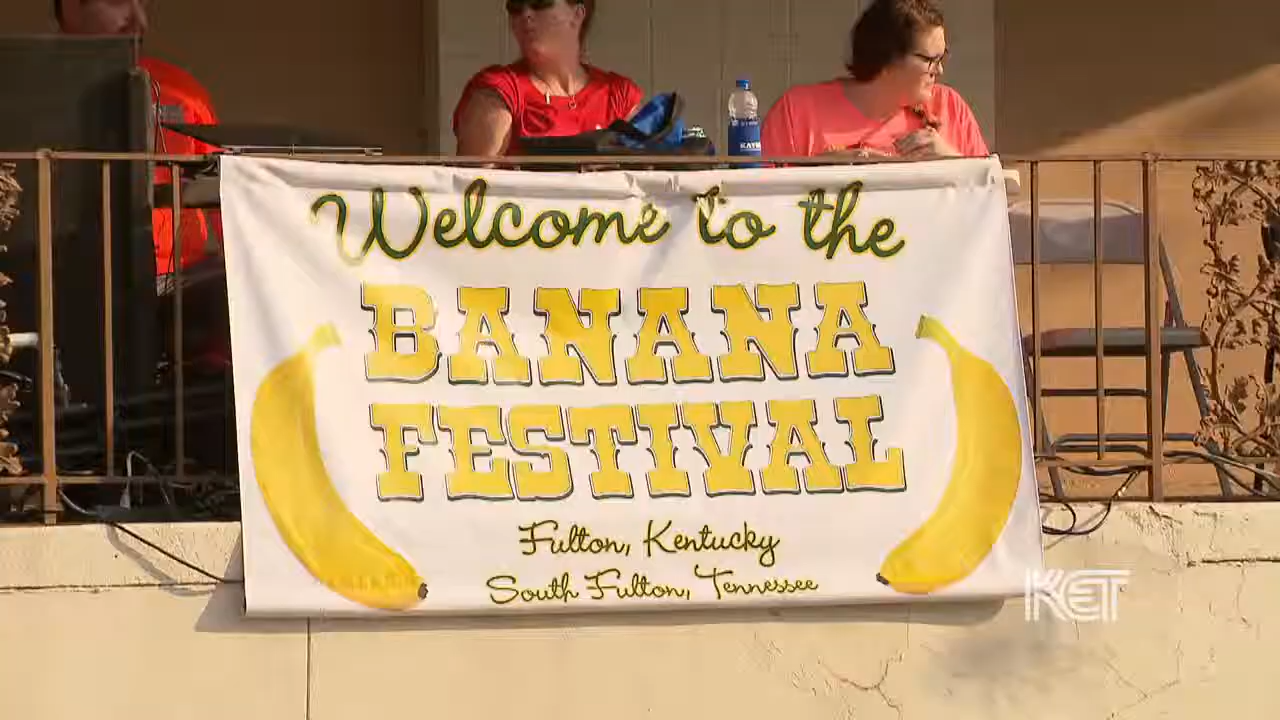 Welcome to the
BANANA
FESTIVAL
Fulton, Kentucky
South Fulton, Tennessee
KET